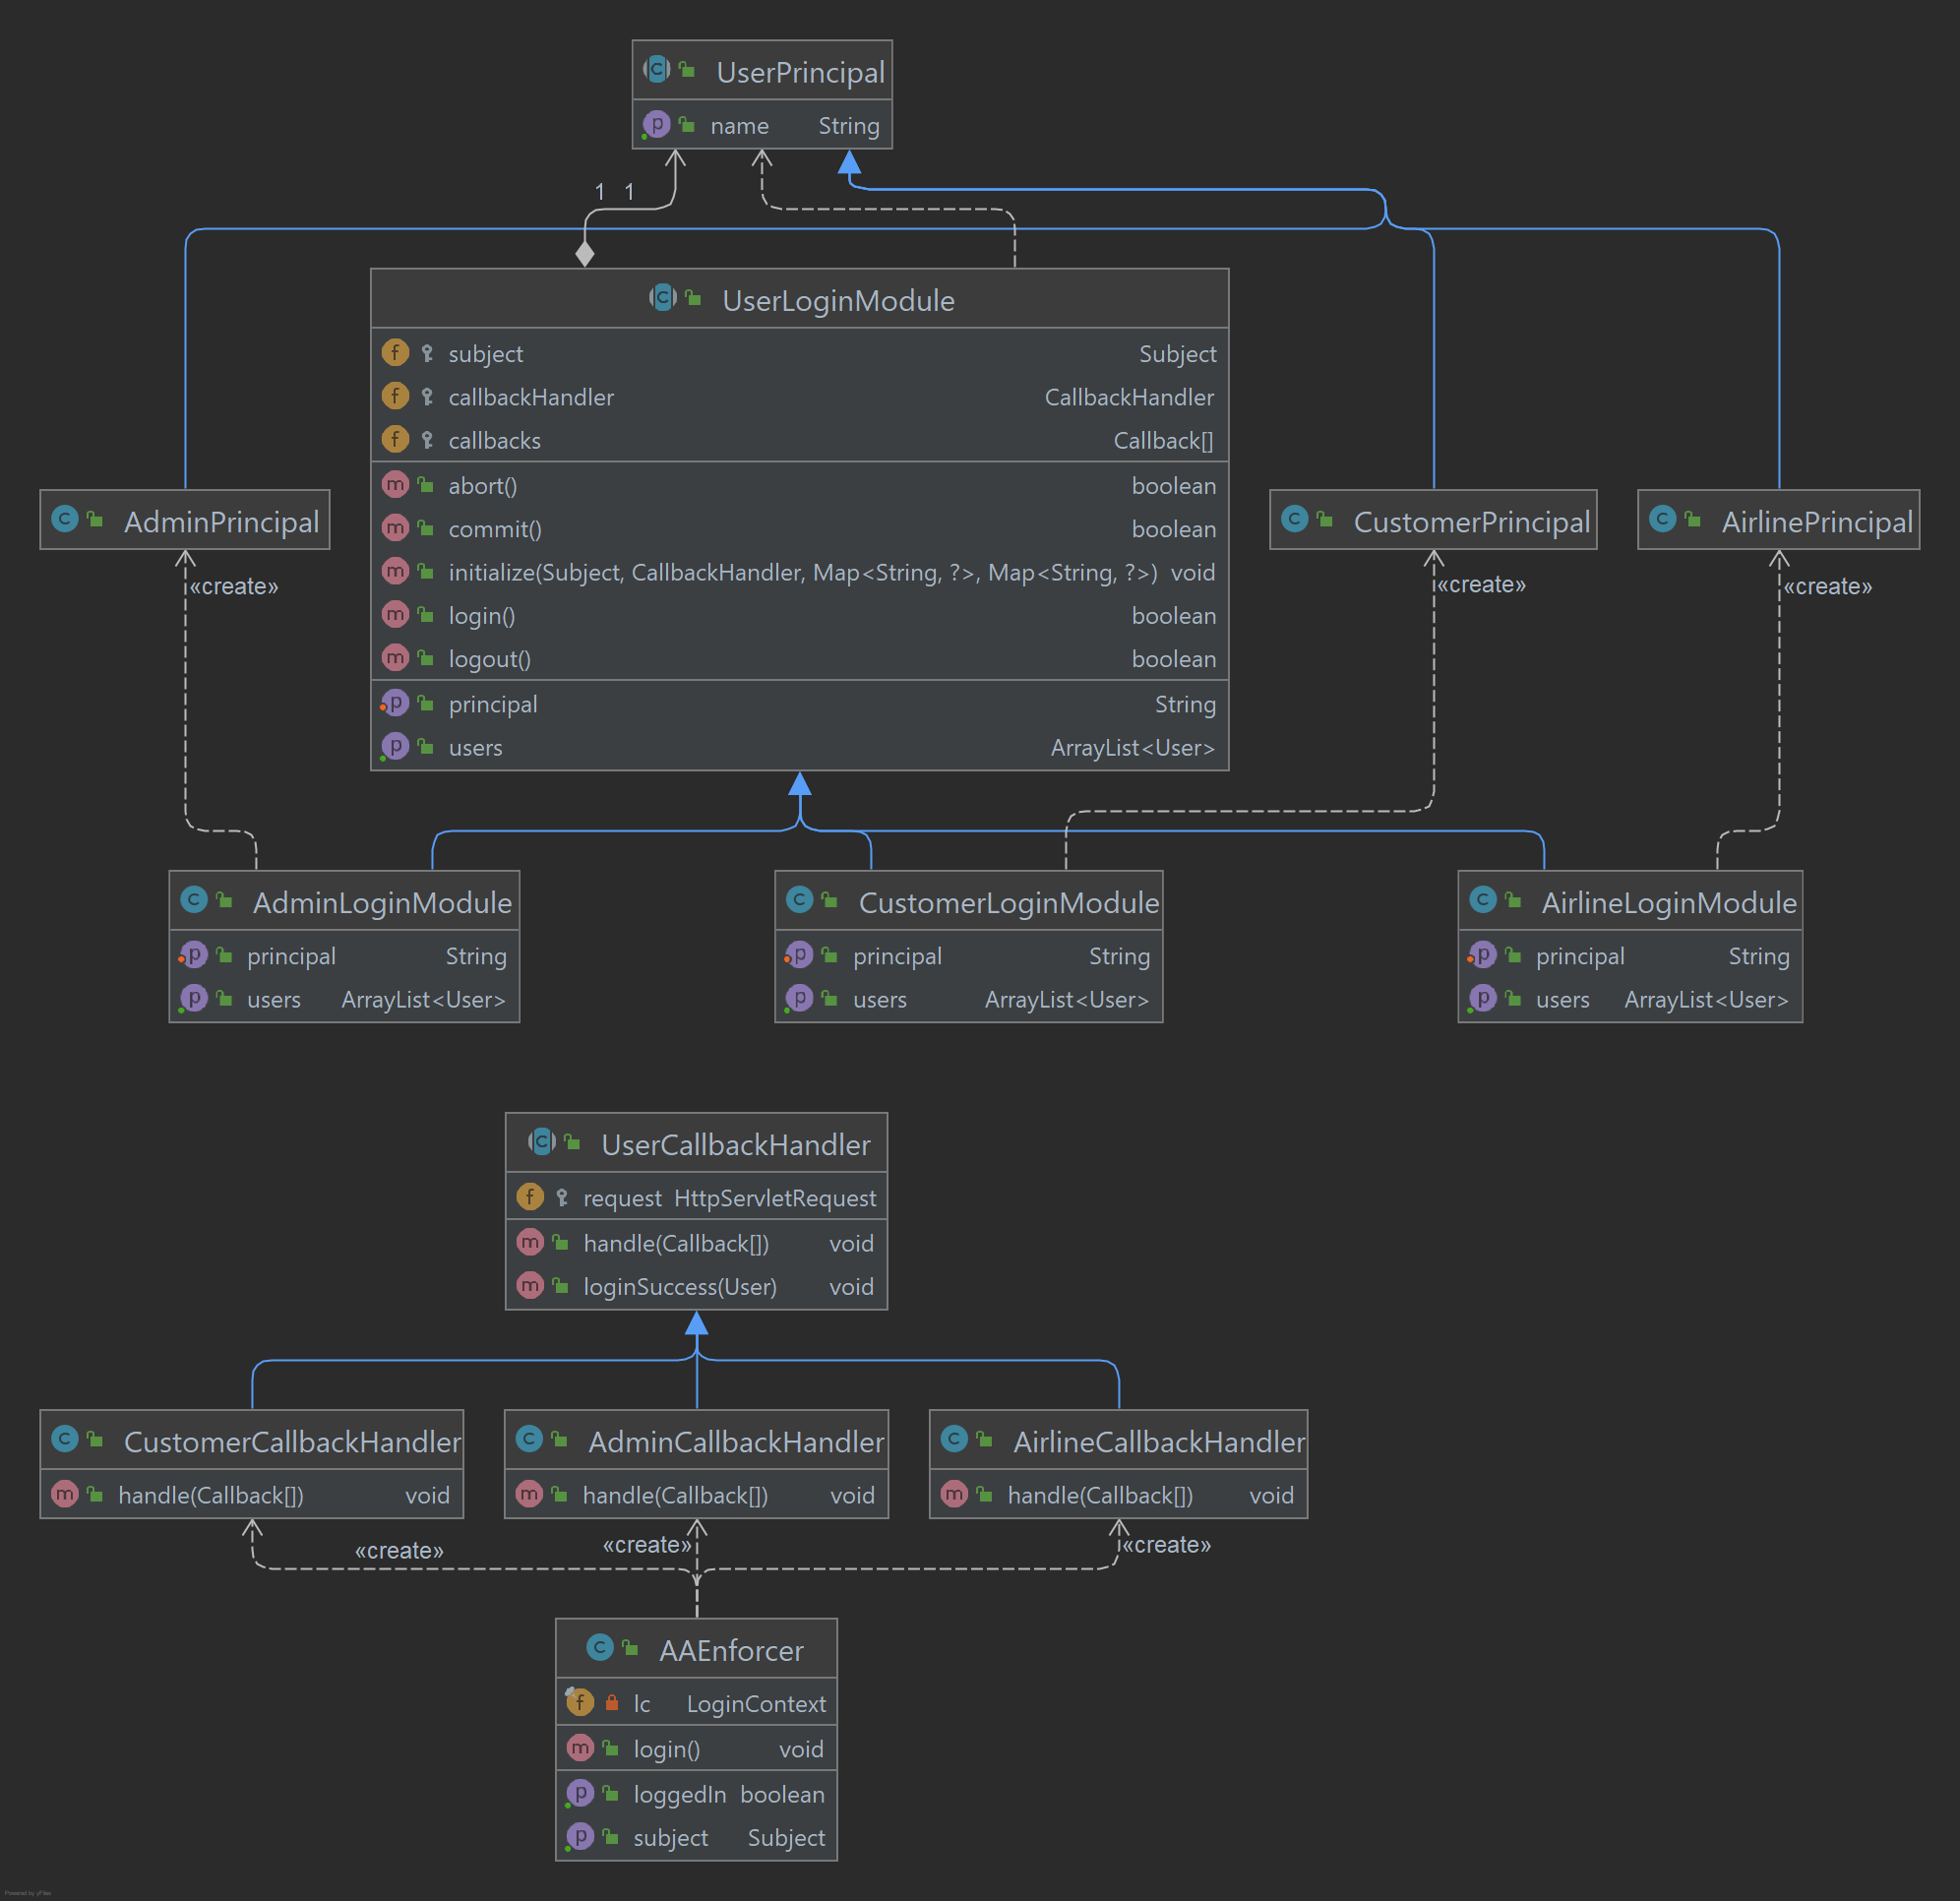 UserPrincipal
name String
1 1
UserLoginModule
subject Subject
callbackHandler CallbackHandler
callbacks Callback[]
abort() boolean
commit() boolean
initialize(Subject, CallbackHandler, Map<String, ?>, Map<String, ?>) void
login() boolean
logout() boolean
principal String
users ArrayList<User>
AdminPrincipal
CustomerPrincipal
AirlinePrincipal
«create»
«create»
«create»
AdminLoginModule
principal String
users ArrayList<User>
CustomerLoginModule
principal String
users ArrayList<User>
AirlineLoginModule
principal String
users ArrayList<User>
UserCallbackHandler
request HttpServletRequest
handle(Callback[]) void
loginSuccess(User) void
CustomerCallbackHandler
handle(Callback[]) void
AdminCallbackHandler
handle(Callback[]) void
AirlineCallbackHandler
handle(Callback[]) void
«create»
«create»
«create»
AAEnforcer
lc LoginContext
login() void
loggedIn boolean
subject Subject
Powered by yFiles